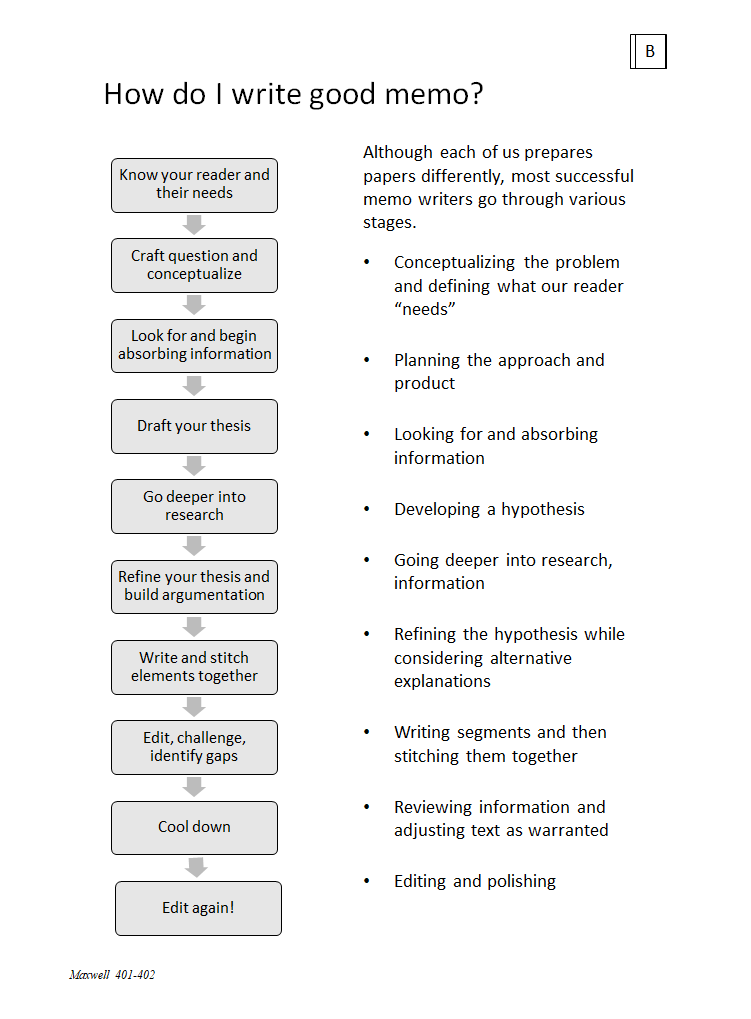 B
How do I write good memo?
Know your reader and
their needs
Craft question and
conceptualize
Look for and begin
absorbing information
Draft your thesis
Go deeper into
research
Refine your thesis and
build argumentation
Write and stitch
elements together
Edit, challenge,
identify gaps
Cool down
Edit again!
Although each of us prepares
papers differently, most successful
memo writers go through various
stages.
• Conceptualizing the problem
and defining what our reader
“needs”
• Planning the approach and
product
• Looking for and absorbing
information
• Developing a hypothesis
• Going deeper into research,
information
• Refining the hypothesis while
considering alternative
explanations
• Writing segments and then
stitching them together
• Reviewing information and
adjusting text as warranted
• Editing and polishing
Maxwell 401-402